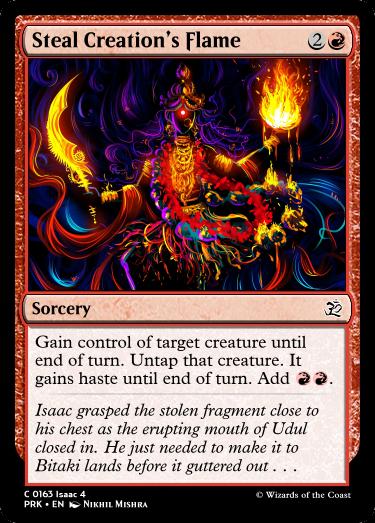 Steal Creation's Flame 2
Sorcery
Gain control of target creature until
end of turn. Untap that creature. It
gains haste until end of turn. Add .
Isaac grasped the stolen fragment close to
his chest as the erupting mouth of Udul
closed in. He just needed to make it to
Bitaki lands before it guttered out . . .
C 0163 Isaac 4
PRK • EN Nikhil Mishra
© Wizards of the Coast